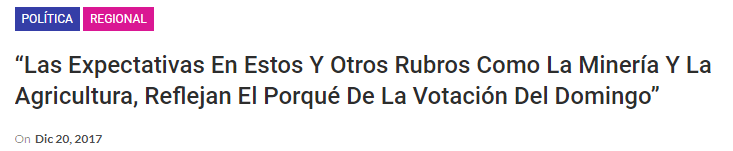 POLÍTICA REGIONAL
“Las Expectativas En Estos Y Otros Rubros Como La Minería Y La
Agricultura, Reflejan El Porqué De La Votación Del Domingo”
On Dic 20, 2017